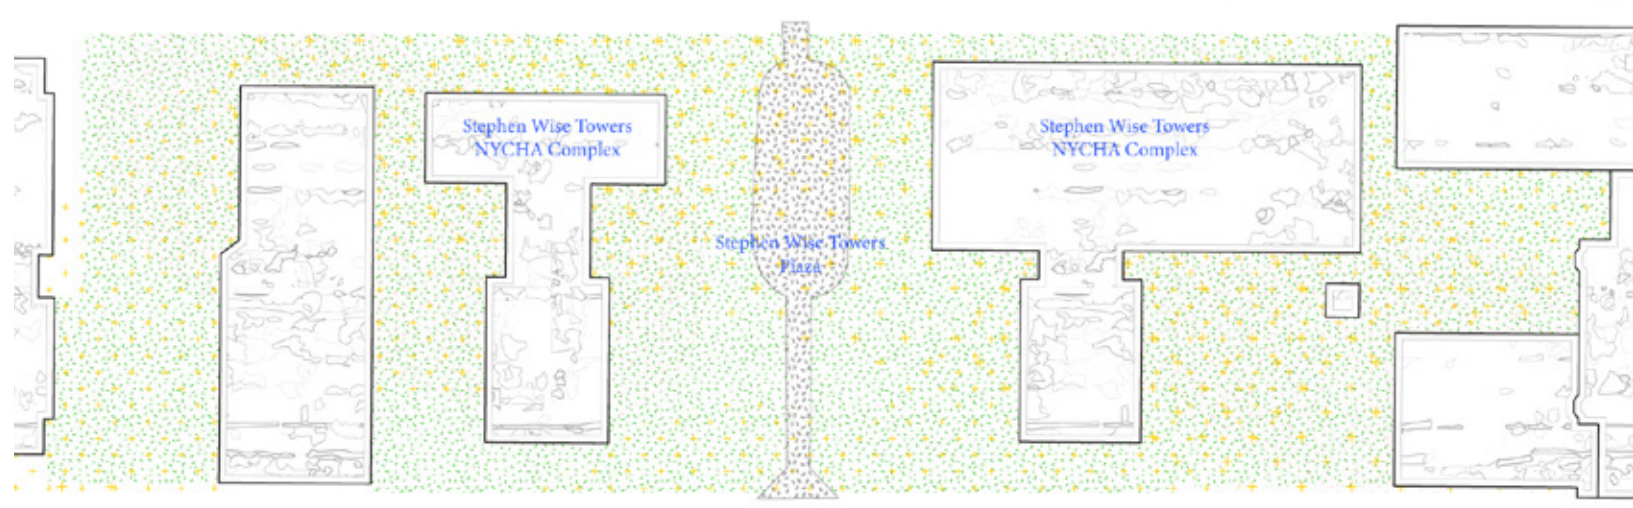 Stephen Wise Towers
NYCHA Complex
Stephen Wise Towers
Plaza
Stephen Wise Towers
NYCHA Complex